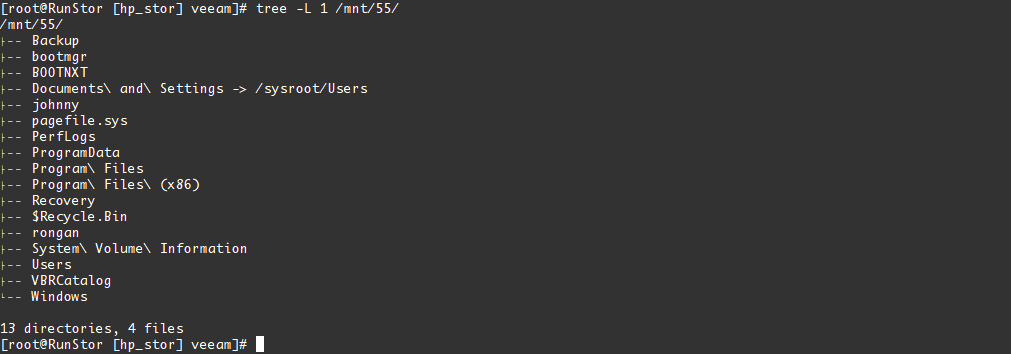 [root@RunStor [hp_stor] veeam]# tree -L 1 /mnt/55/
/mnt/55/
├-- Backup
├-- bootmgr
├-- BOOTNXT
├-- Documents\ and\ Settings -> /sysroot/Users
├-- johnny
├-- pagefile.sys
├-- PerfLogs
├-- ProgramData
├-- Program\ Files
├-- Program\ Files\ (x86)
├-- Recovery
├-- $Recycle.Bin
├-- rongan
├-- System\ Volume\ Information
├-- Users
├-- VBRCatalog
└-- Windows
13 directories, 4 files
[root@RunStor [hp_stor] veeam]#